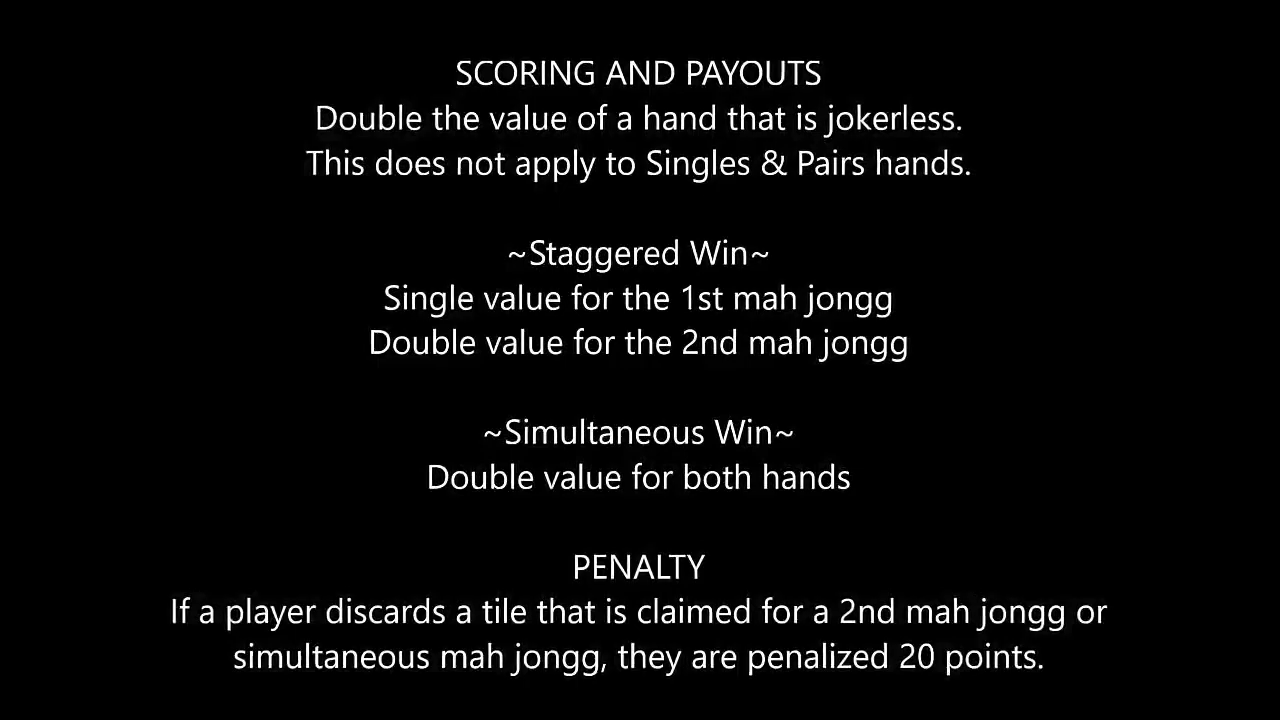 SCORING AND PAYOUTS
Double the value of a hand that is jokerless.
This does not apply to Singles & Pairs hands.
~Staggered Win~
Single value for the 1st mah jongg
Double value for the 2nd mah jongg
~Simultaneous Win~
Double value for both hands
PENALTY
If a player discards a tile that is claimed for a 2nd mah jongg or
simultaneous mah jongg, they are penalized 20 points.